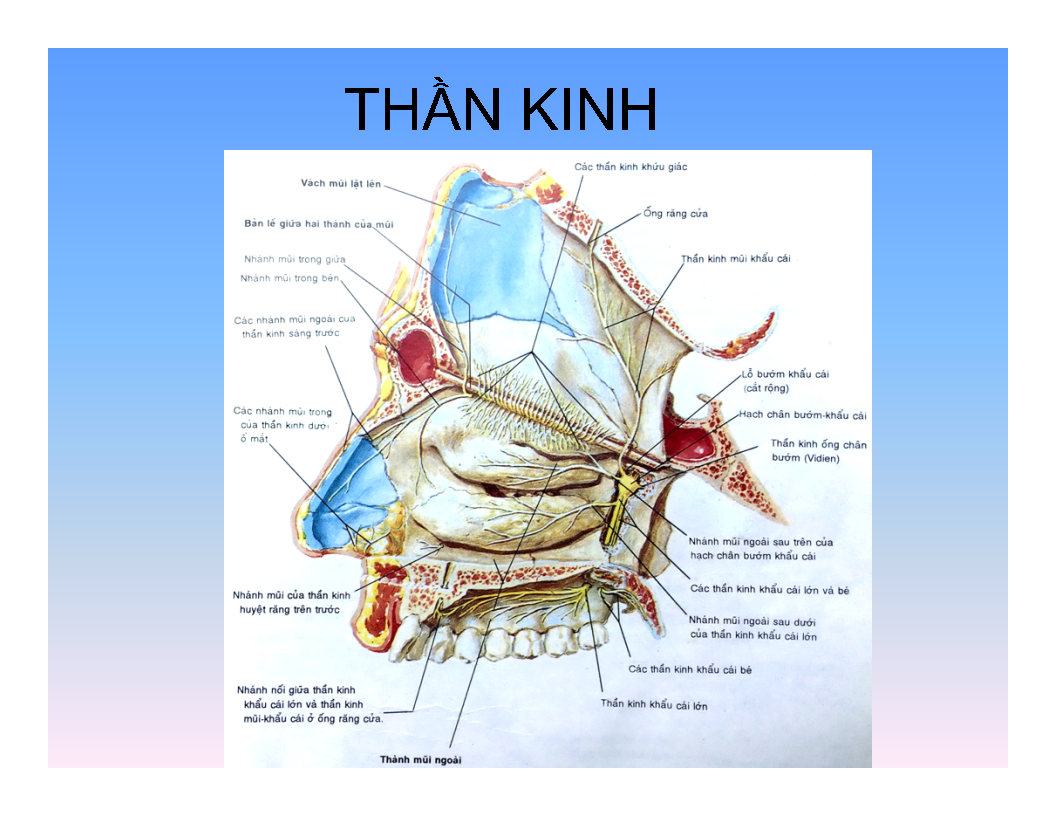 THẦN KINH
Các thần kinh khứu giác
Vách mũi lật lên
Ống răng cửa
Bản lề giữa hai thành của mũi
Nhánh mũi trong giữa
Thần kinh mũi khẩu cái
Nhánh mũi trong bên
Các nhánh mũi ngoài của
thần kinh sàng trước
Lỗ bướm khẩu cái
(cắt rộng)
Các nhánh mũi trong
của thần kinh dưới
ổ mắt
Hạch chân bướm-khẩu cái
Thần kinh ống chân
bướm (Vidien)
Nhánh mũi ngoài sau trên của
hạch chân bướm khẩu cái
Các thần kinh khẩu cái lớn và bé
Nhánh mũi của thần kinh
huyệt răng trên trước
Nhánh mũi ngoài sau dưới
của thần kinh khẩu cái lớn
Các thần kinh khẩu cái bé
Nhánh nối giữa thần kinh
khẩu cái lớn và thần kinh
mũi-khẩu cái ở ống răng cửa.
Thần kinh khẩu cái lớn
Thành mũi ngoài